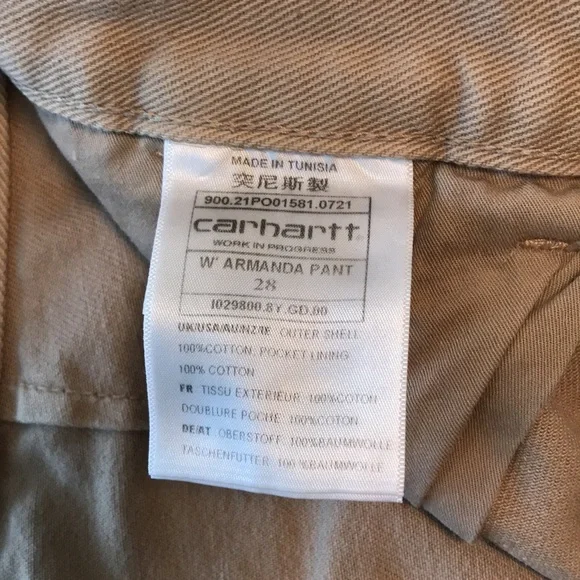 MADE IN TUNISIA
突尼斯製
900.21PO01581.0721
carhartt
WORK IN PROGRESS
W' ARMANDA PANT
28
I029800.8Y.GD.00
UK/USA/AU/NZ/IE OUTER SHELL
100%COTTON; POCKET LINING
100% COTTON
FR TISSU EXTERIEUR 100%COTON
DOUBLURE POCHE 100%COTON
DE/AT OBERSTOFF 100%BAUMWOLLE
TASCHENFUTTER 100%BAUMWOLLE